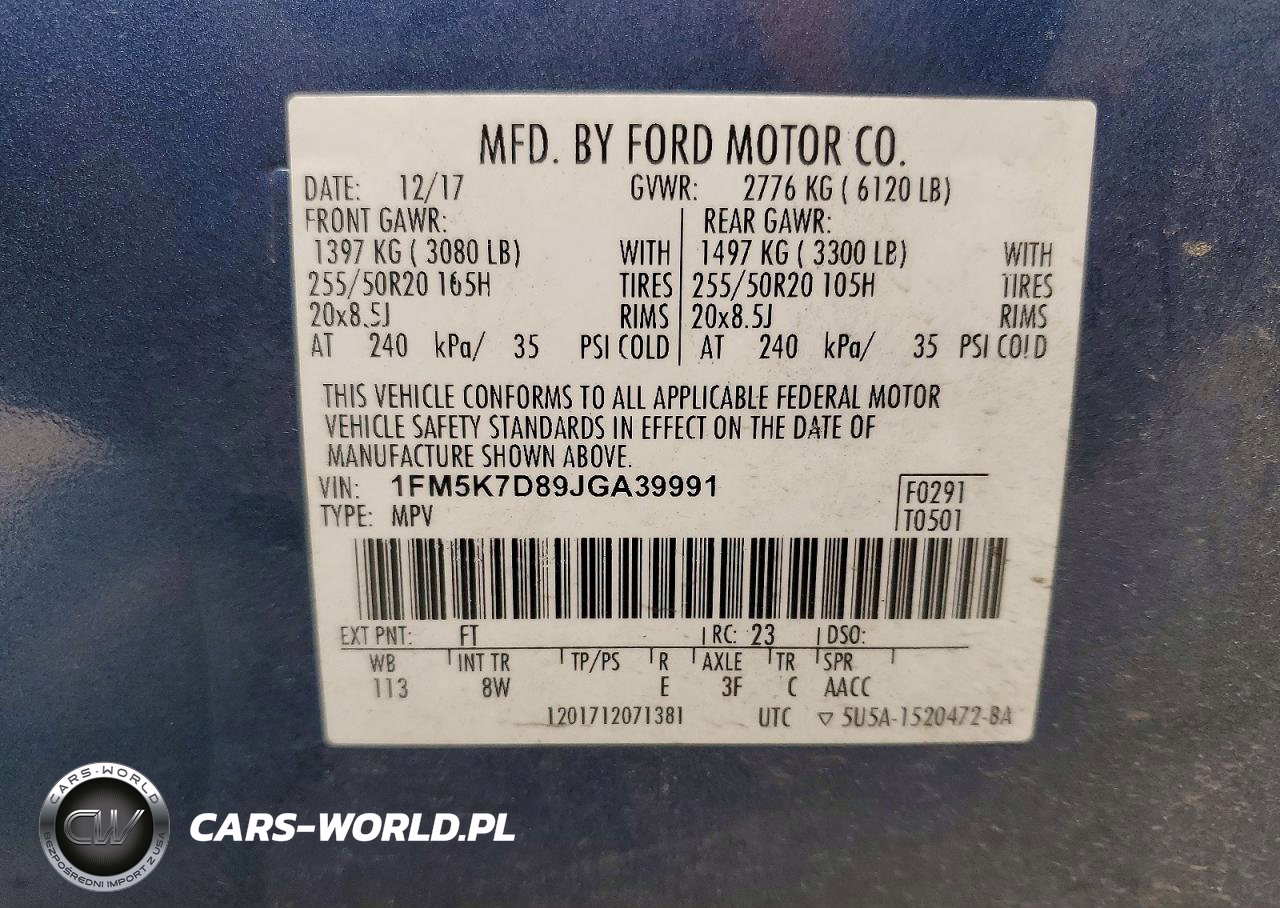 MFD. BY FORD MOTOR CO.
DATE: 12/17 GVWR: 2776 KG ( 6120 LB)
FRONT GAWR: REAR GAWR:
1397 KG ( 3080 LB) WITH 1497 KG ( 3300 LB) WITH
255/50R20 105H TIRES 255/50R20 105H TIRES
20x8.5J RIMS 20x8.5J RIMS
AT 240 kPa/ 35 PSI COLD AT 240 kPa/ 35 PSI COLD
THIS VEHICLE CONFORMS TO ALL APPLICABLE FEDERAL MOTOR
VEHICLE SAFETY STANDARDS IN EFFECT ON THE DATE OF
MANUFACTURE SHOWN ABOVE.
VIN: 1FM5K7D89JGA39991
F0291
TYPE: MPV
T0501
EXT PNT: FT RC: 23 DSO:
WB INT TR TP/PS R AXLE TR SPR
113 8W E 3F C AACC
1201712071381 UTC ▽ 5U5A-1520472-BA
CARS-WORLD
CW
BEZPOŚREDNI IMPORT Z USA
CARS-WORLD.PL